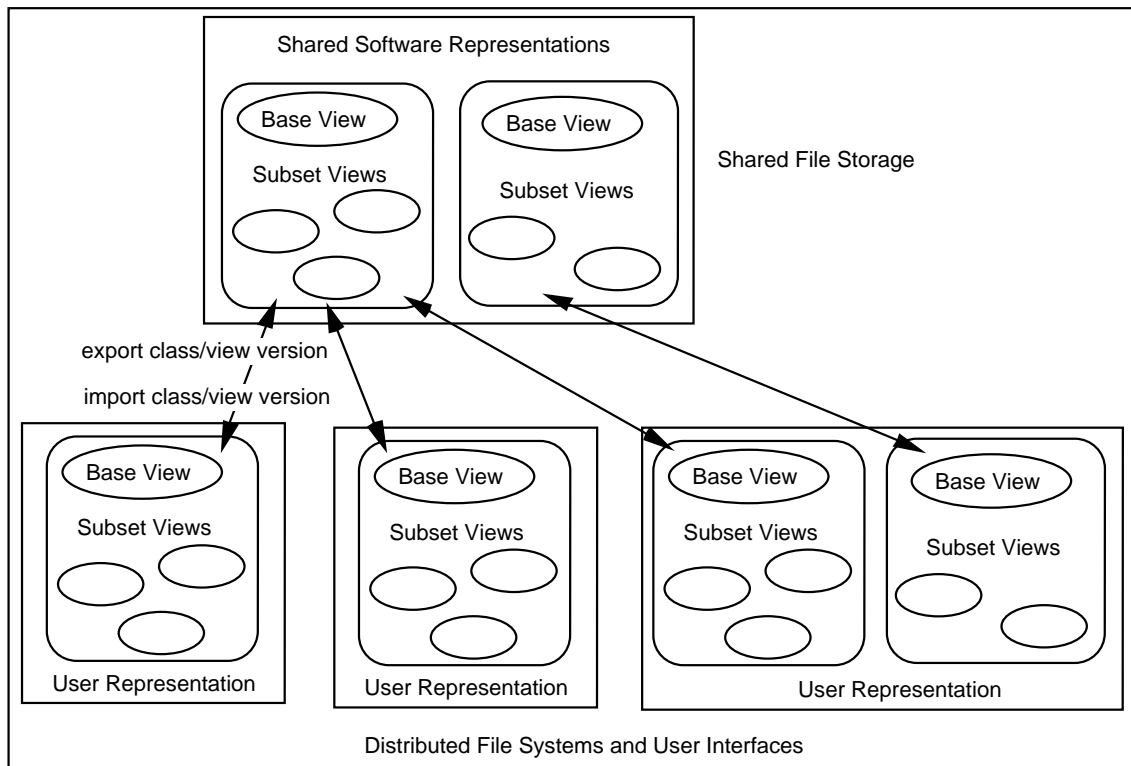 Shared Software Representations
Base View
Base View
Subset Views
Subset Views
Shared File Storage
export class/view version
import class/view version
Base View
Subset Views
User Representation
Base View
Subset Views
User Representation
Base View
Subset Views
Base View
Subset Views
User Representation
Distributed File Systems and User Interfaces